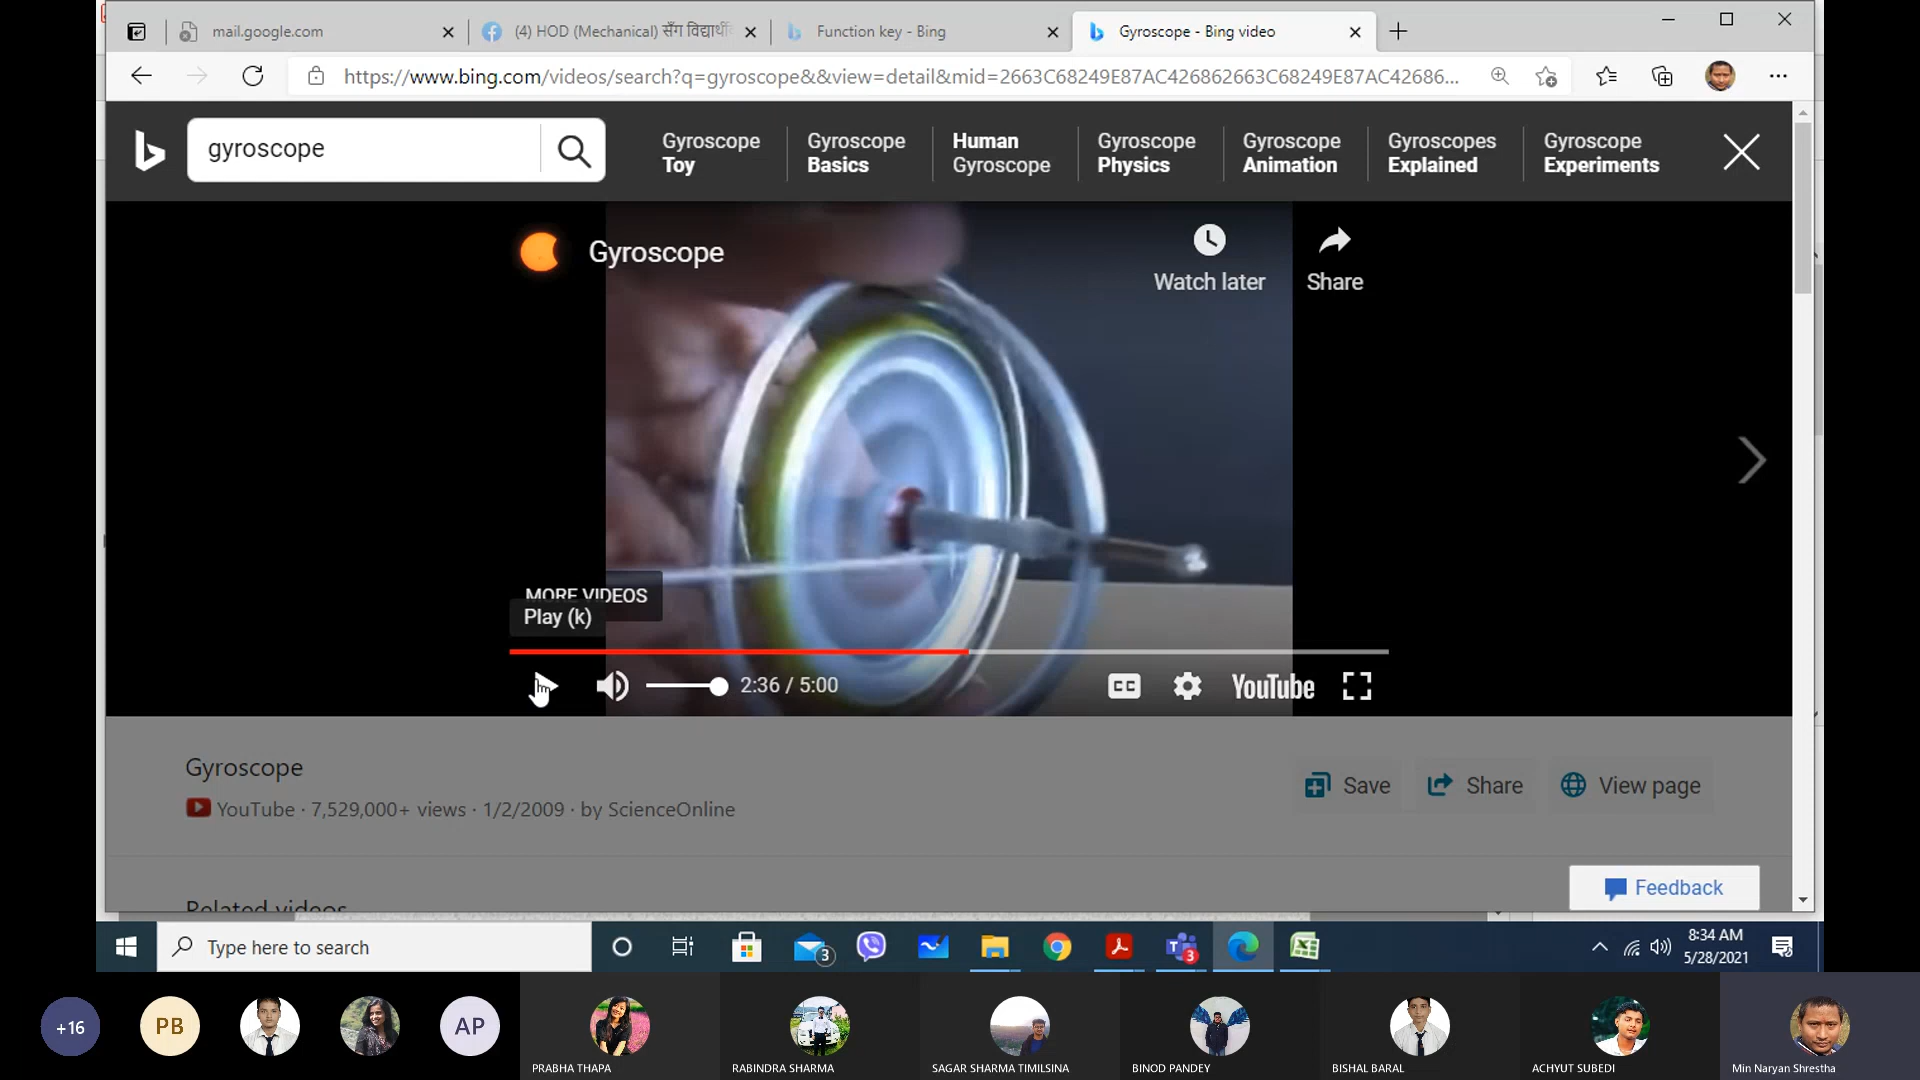 mail.google.com
(4) HOD (Mechanical) सँग विद्यार्थी
Function key - Bing
Gyroscope - Bing video
https://www.bing.com/videos/search?q=gyroscope&&view=detail&mid=2663C68249E87AC426862663C68249E87AC42686...
gyroscope
Gyroscope Toy
Gyroscope Basics
Human Gyroscope
Gyroscope Physics
Gyroscope Animation
Gyroscopes Explained
Gyroscope Experiments
Gyroscope
Watch later
Share
MORE VIDEOS
Play (k)
2:36 / 5:00
CC
YouTube
Gyroscope
YouTube · 7,529,000+ views · 1/2/2009 · by ScienceOnline
Save
Share
View page
Related videos
Feedback
Type here to search
3
3
8:34 AM
5/28/2021
+16
PB
AP
PRABHA THAPA
RABINDRA SHARMA
SAGAR SHARMA TIMILSINA
BINOD PANDEY
BISHAL BARAL
ACHYUT SUBEDI
Min Naryan Shrestha